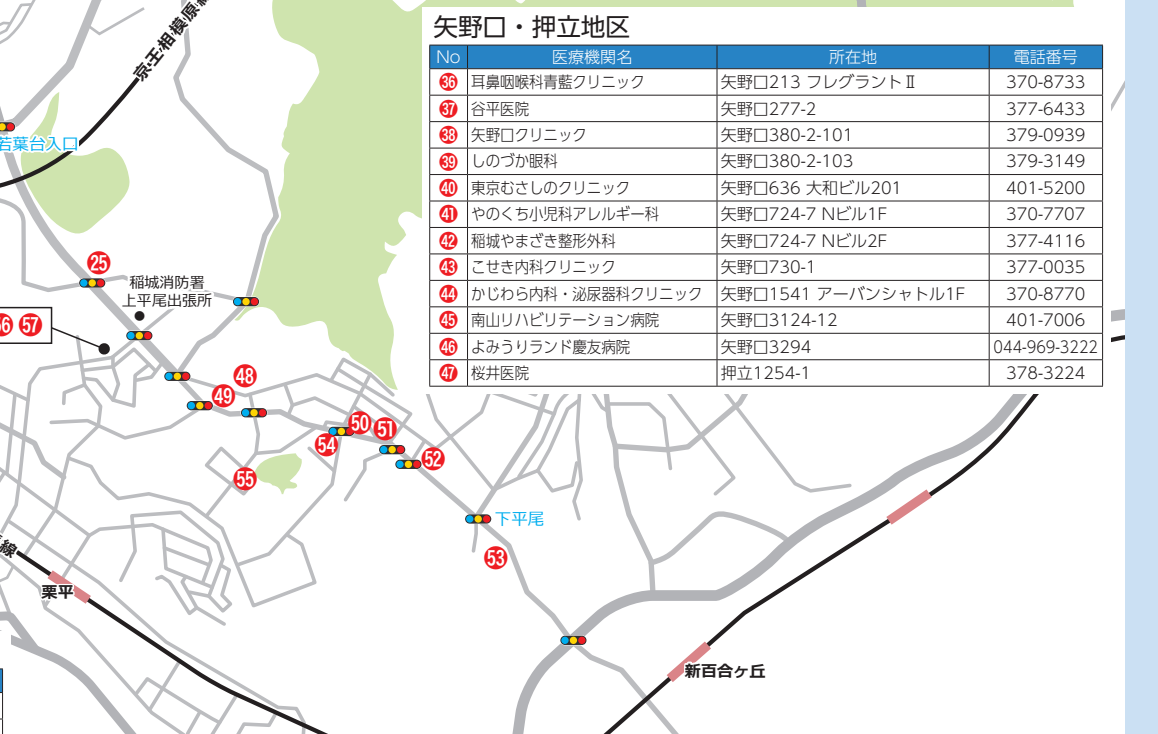 矢野口・押立地区
No 医療機関名 所在地 電話番号
㊱ 耳鼻咽喉科青藍クリニック 矢野口213 フレグラントⅡ 370-8733
㊲ 谷平医院 矢野口277-2 377-6433
㊳ 矢野口クリニック 矢野口380-2-101 379-0939
㊴ しのづか眼科 矢野口380-2-103 379-3149
㊵ 東京むさしのクリニック 矢野口636 大和ビル201 401-5200
㊶ やのくち小児科アレルギー科 矢野口724-7 Nビル1F 370-7707
㊷ 稲城やまざき整形外科 矢野口724-7 Nビル2F 377-4116
㊸ こせき内科クリニック 矢野口730-1 377-0035
㊹ かじわら内科・泌尿器科クリニック 矢野口1541 アーバンシャトル1F 370-8770
㊺ 南山リハビリテーション病院 矢野口3124-12 401-7006
㊻ よみうりランド慶友病院 矢野口3294 044-969-3222
㊼ 桜井医院 押立1254-1 378-3224
京王相模原
若葉台入口
25
稲城消防署
上平尾出張所
57
48
49
50
51
54
52
55
下平尾
53
線
栗平
新百合ヶ丘